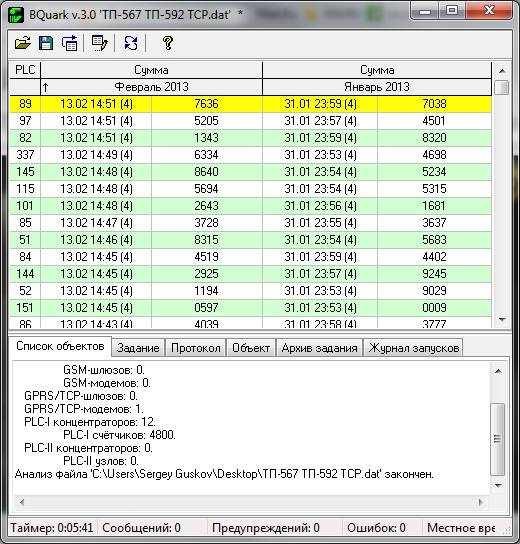 BQuark v.3.0 'ТП-567 ТП-592 TCP.dat' *
PLC Сумма Сумма
↑ Февраль 2013 Январь 2013
89 13.02 14:51 (4) 7636 31.01 23:59 (4) 7038
97 13.02 14:51 (4) 5205 31.01 23:57 (4) 4501
82 13.02 14:51 (4) 1343 31.01 23:59 (4) 8320
337 13.02 14:49 (4) 6334 31.01 23:53 (4) 4698
145 13.02 14:48 (4) 8640 31.01 23:54 (4) 5234
115 13.02 14:48 (4) 5694 31.01 23:54 (4) 5315
101 13.02 14:48 (4) 2643 31.01 23:56 (4) 1681
85 13.02 14:47 (4) 3728 31.01 23:55 (4) 3637
51 13.02 14:46 (4) 8315 31.01 23:54 (4) 5683
84 13.02 14:45 (4) 4519 31.01 23:59 (4) 4402
144 13.02 14:45 (4) 2925 31.01 23:57 (4) 9245
52 13.02 14:45 (4) 1194 31.01 23:53 (4) 9029
151 13.02 14:45 (4) 0597 31.01 23:53 (4) 0009
86 13.02 14:43 (4) 4039 31.01 23:58 (4) 3777
Список объектов Задание Протокол Объект Архив задания Журнал запусков
GSM-шлюзов: 0.
GSM-модемов: 0.
GPRS/TCP-шлюзов: 0.
GPRS/TCP-модемов: 1.
PLC-I концентраторов: 12.
PLC-I счётчиков: 4800.
PLC-II концентраторов: 0.
PLC-II узлов: 0.
Анализ файла 'C:\Users\Sergey Guskov\Desktop\ТП-567 ТП-592 TCP.dat' закончен.
Таймер: 0:05:41 Сообщений: 0 Предупреждений: 0 Ошибок: 0 Местное вре